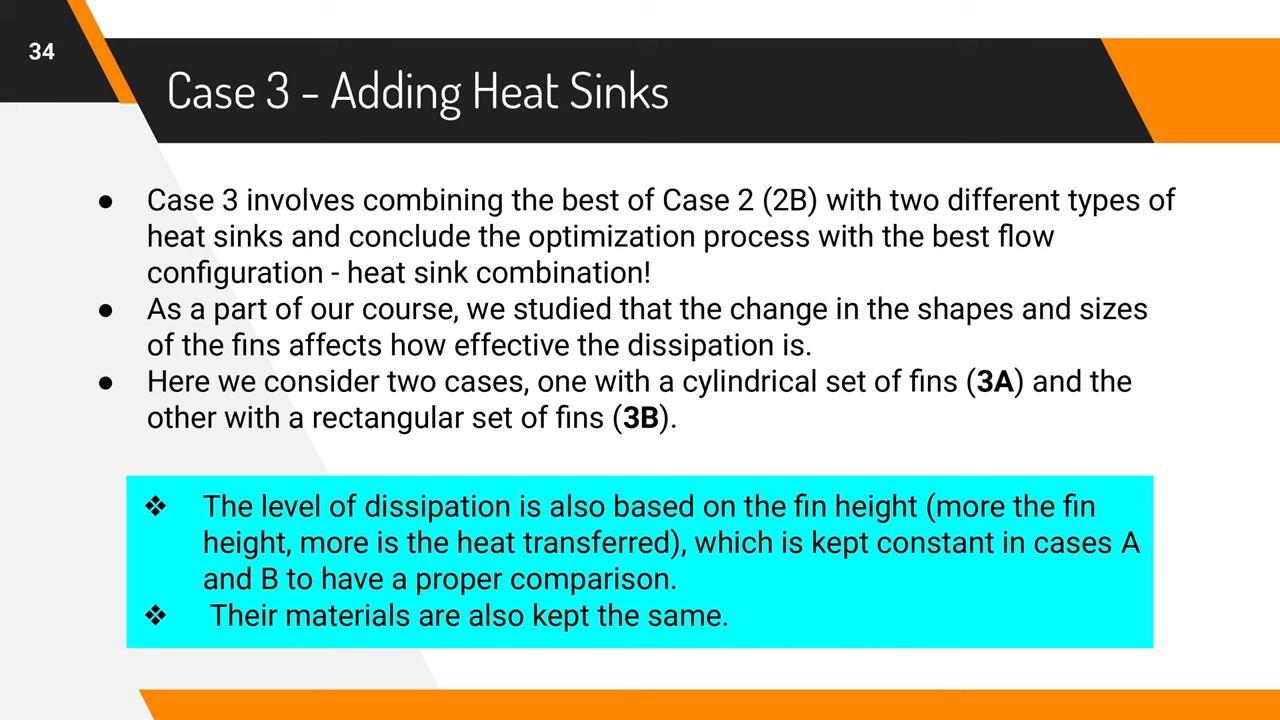 34
Case 3 - Adding Heat Sinks
● Case 3 involves combining the best of Case 2 (2B) with two different types of
heat sinks and conclude the optimization process with the best flow
configuration - heat sink combination!
● As a part of our course, we studied that the change in the shapes and sizes
of the fins affects how effective the dissipation is.
● Here we consider two cases, one with a cylindrical set of fins (3A) and the
other with a rectangular set of fins (3B).
❖ The level of dissipation is also based on the fin height (more the fin
height, more is the heat transferred), which is kept constant in cases A
and B to have a proper comparison.
❖ Their materials are also kept the same.